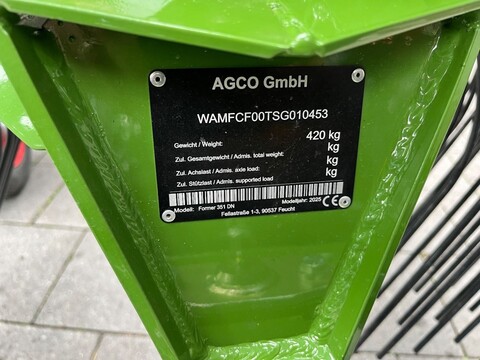 AGCO GmbH
WAMFCF00TSG010453
Gewicht / Weight: 420 kg
Zul. Gesamtgewicht / Admis. total weight: kg
Zul. Achslast / Admis. axle load: kg
Zul. Stützlast / Admis. supported load kg
Modell: Former 351 DN Modelljahr: 2025 CE
Fellastraße 1-3, 90537 Feucht